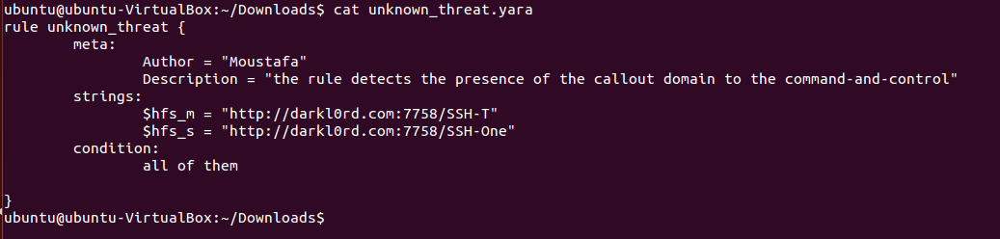 ubuntu@ubuntu-VirtualBox:~/Downloads$ cat unknown_threat.yara
rule unknown_threat {
        meta:
                Author = "Moustafa"
                Description = "the rule detects the presence of the callout domain to the command-and-control"
        strings:
                $hfs_m = "http://darkl0rd.com:7758/SSH-T"
                $hfs_s = "http://darkl0rd.com:7758/SSH-One"
        condition:
                all of them

}
ubuntu@ubuntu-VirtualBox:~/Downloads$